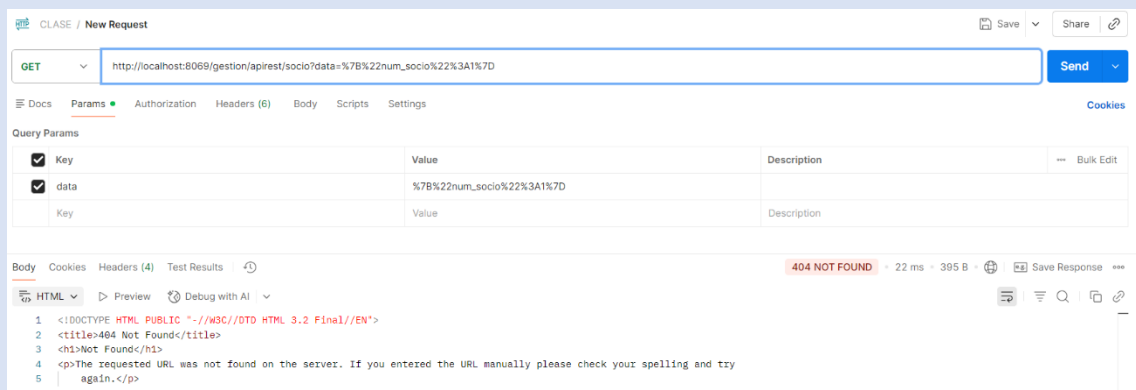 HTTP CLASE / New Request Save Share
GET http://localhost:8069/gestion/apirest/socio?data=%7B%22num_socio%22%3A1%7D Send
Docs Params Authorization Headers (6) Body Scripts Settings Cookies
Query Params
Key Value Description Bulk Edit
data %7B%22num_socio%22%3A1%7D
Key Value Description
Body Cookies Headers (4) Test Results 404 NOT FOUND 22 ms 395 B Save Response
HTML Preview Debug with AI
1 <!DOCTYPE HTML PUBLIC "-//W3C//DTD HTML 3.2 Final//EN">
2 <title>404 Not Found</title>
3 <h1>Not Found</h1>
4 <p>The requested URL was not found on the server. If you entered the URL manually please check your spelling and try
5 again.</p>